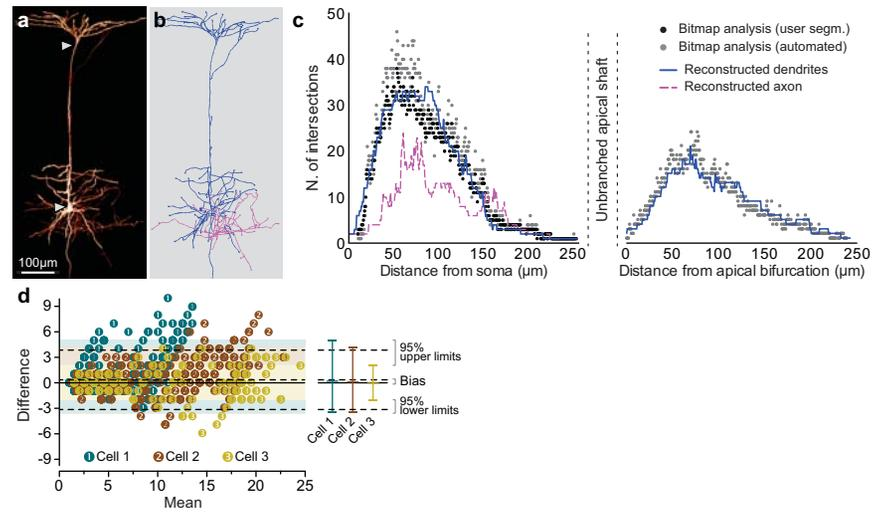 a
b
c
100µm
N. of intersections
50
40
30
20
10
0
0 50 100 150 200 250
Distance from soma (µm)
Unbranched apical shaft
Bitmap analysis (user segm.)
Bitmap analysis (automated)
Reconstructed dendrites
Reconstructed axon
0 50 100 150 200 250
Distance from apical bifurcation (µm)
d
Difference
9
6
3
0
-3
-6
-9
1 Cell 1 2 Cell 2 3 Cell 3
0 5 10 15 20 25
Mean
95%
upper limits
Bias
95%
lower limits
Cell 1
Cell 2
Cell 3